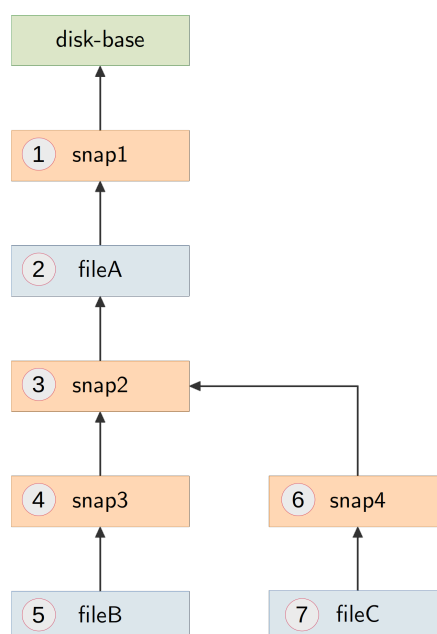 disk-base
1 snap1
2 fileA
3 snap2
4 snap3
6 snap4
5 fileB
7 fileC